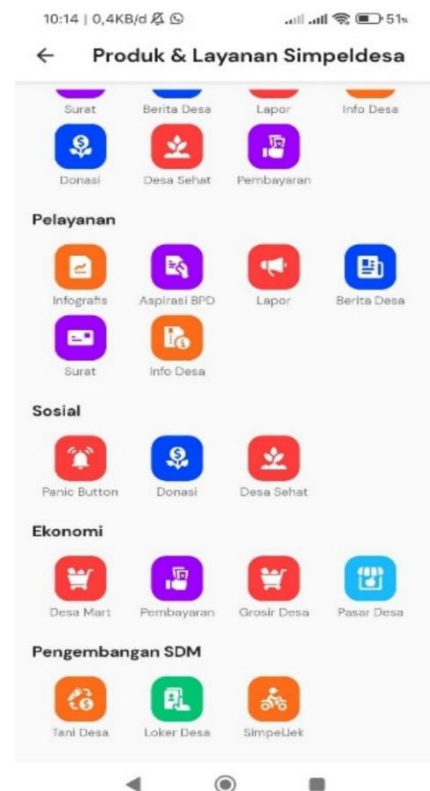 10:14 | 0,4KB/d
51%
Produk & Layanan Simpeldesa
Surat Berita Desa Lapor Info Desa
Donasi Desa Sehat Pembayaran
Pelayanan
Infografis Aspirasi BPD Lapor Berita Desa
Surat Info Desa
Sosial
Panic Button Donasi Desa Sehat
Ekonomi
Desa Mart Pembayaran Grosir Desa Pasar Desa
Pengembangan SDM
Tani Desa Loker Desa SimpelJek